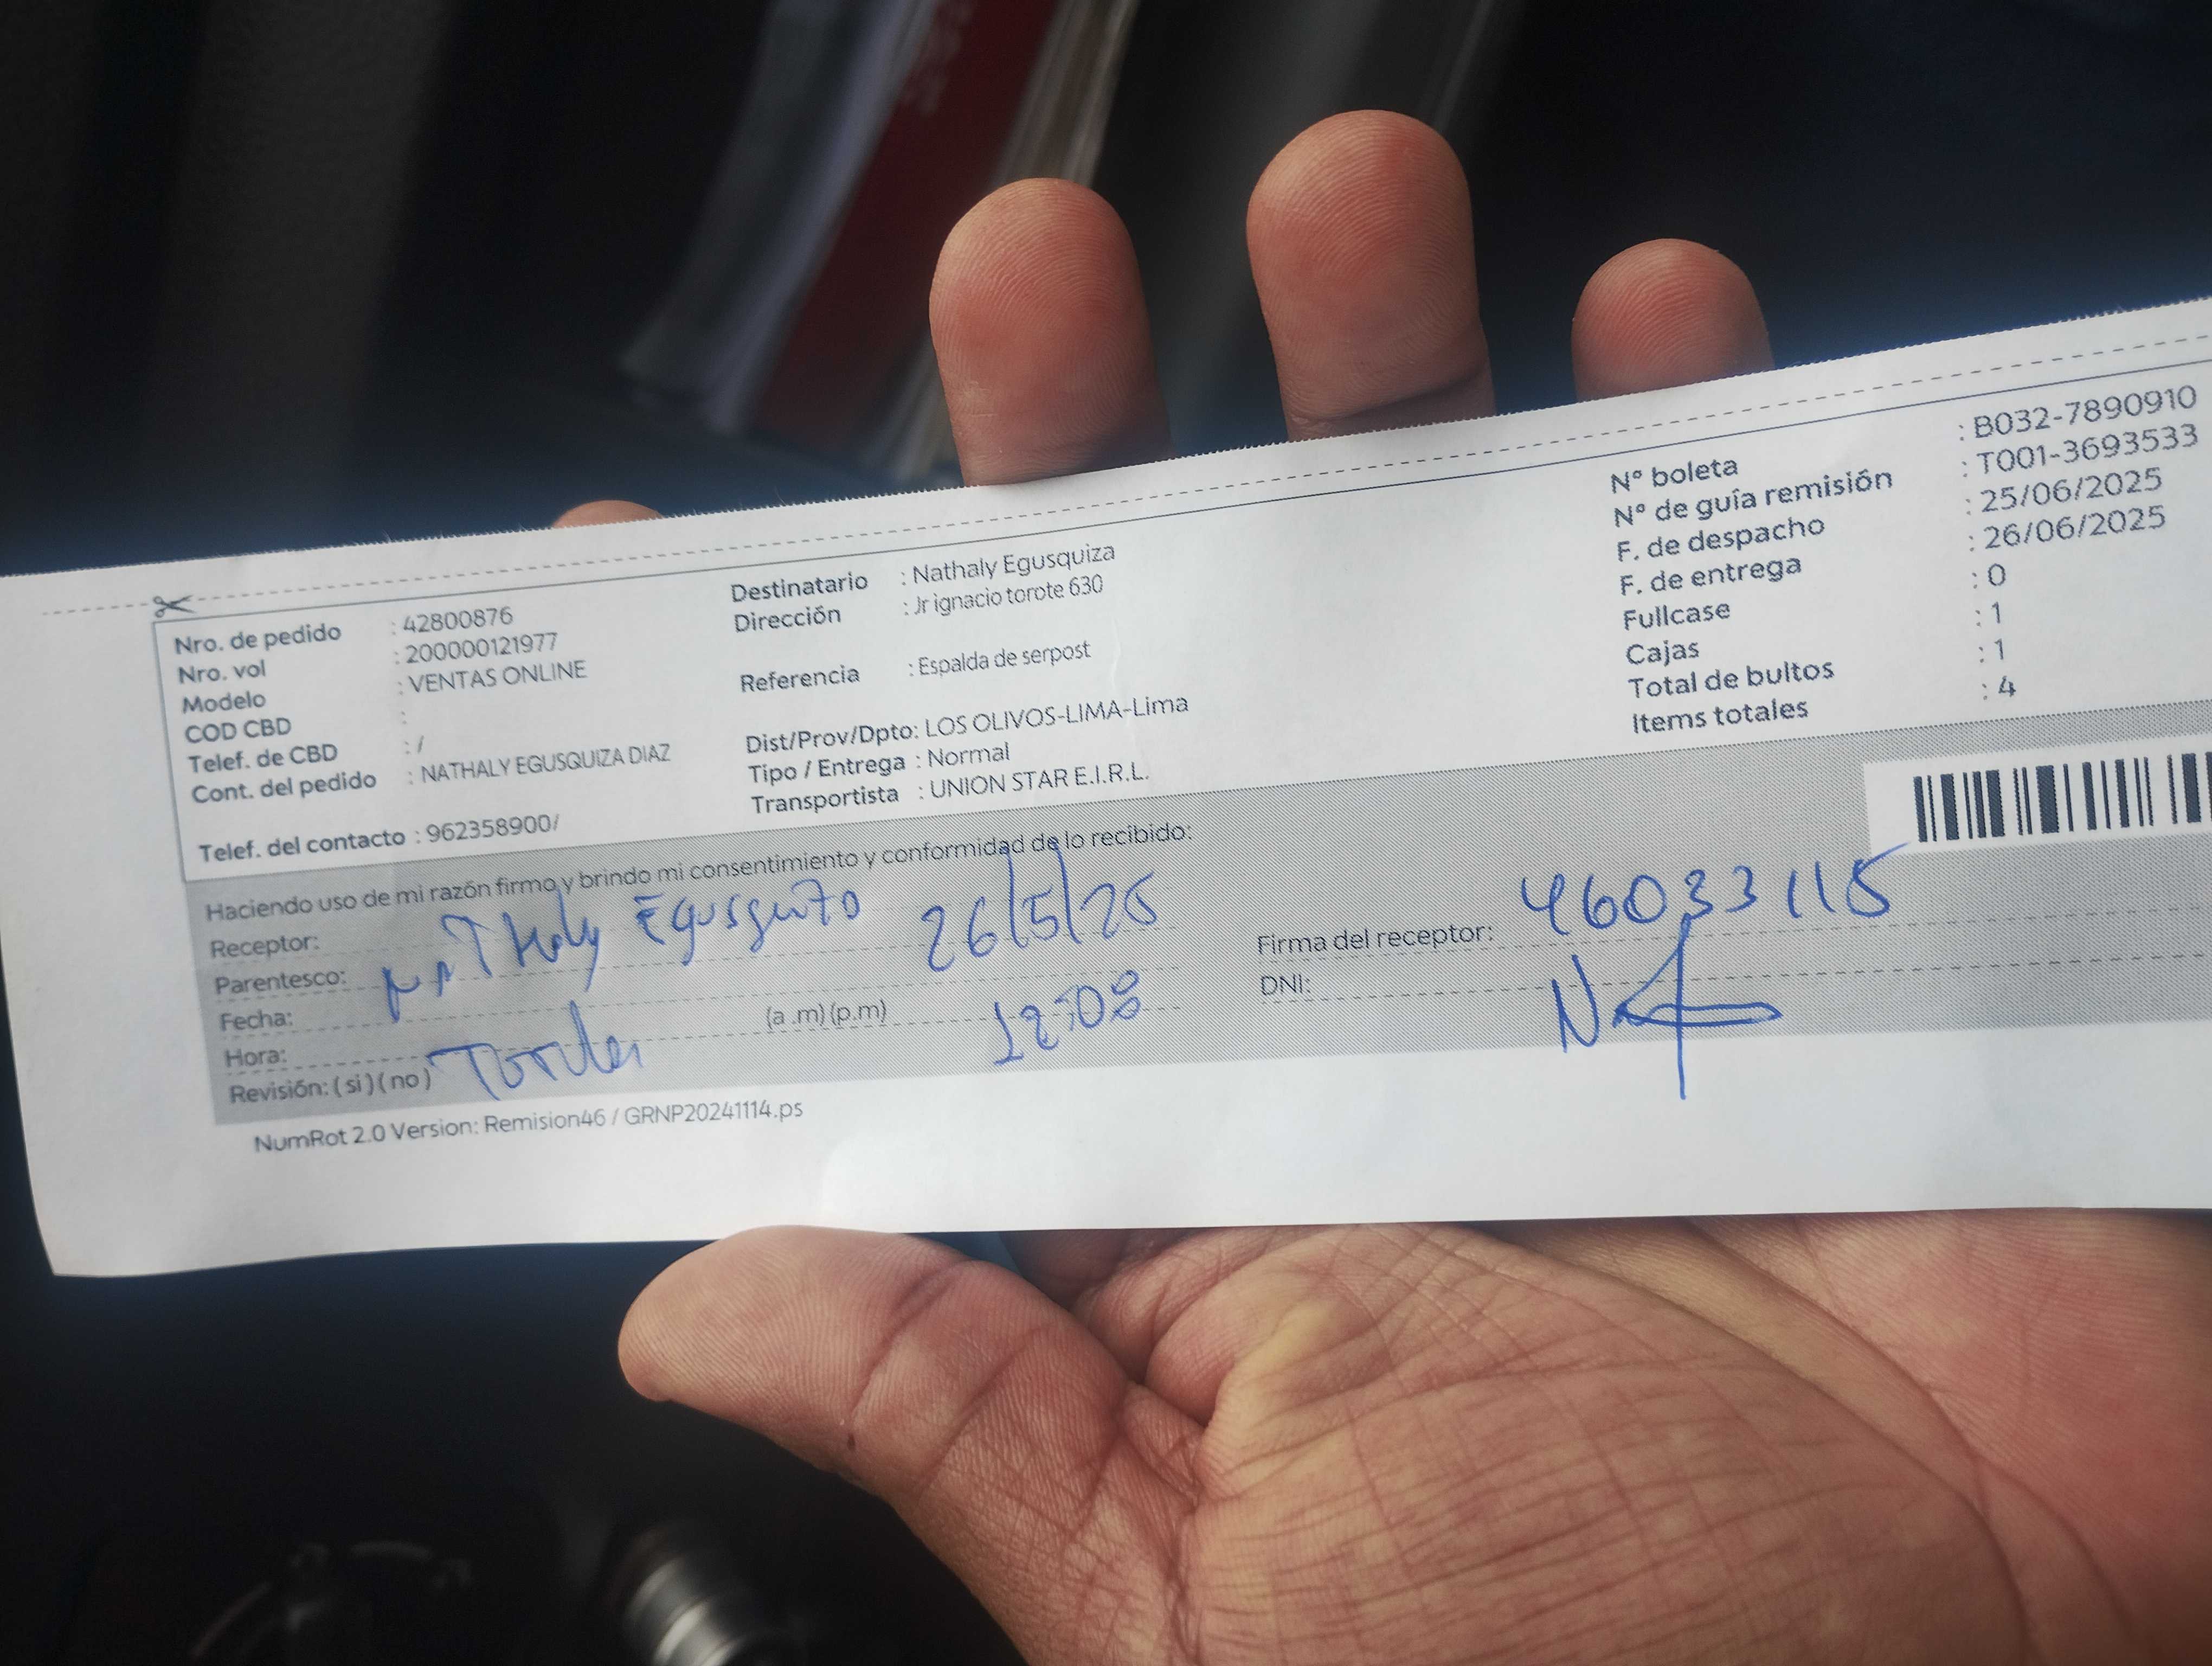 Nro. de pedido : 42800876
Nro. vol : 200000121977
Modelo : VENTAS ONLINE
COD CBD :
Telef. de CBD : /
Cont. del pedido : NATHALY EGUSQUIZA DIAZ
Telef. del contacto : 962358900/
Destinatario : Nathaly Egusquiza
Dirección : Jr ignacio torote 630
Referencia : Espalda de serpost
Dist/Prov/Dpto: LOS OLIVOS-LIMA-Lima
Tipo / Entrega : Normal
Transportista : UNION STAR E.I.R.L.
N° boleta : B032-7890910
N° de guía remisión : T001-3693533
F. de despacho : 25/06/2025
F. de entrega : 26/06/2025
Fullcase : 0
Cajas : 1
Total de bultos : 1
Items totales : 4
Haciendo uso de mi razón firmo y brindo mi consentimiento y conformidad de lo recibido:
Receptor:
Parentesco:
26/5/25
Fecha:
Hora: (a .m) (p.m) 12:08
Revisión: ( si ) ( no )
Firma del receptor: 46033115
DNI:
NumRot 2.0 Version: Remision46 / GRNP20241114.ps